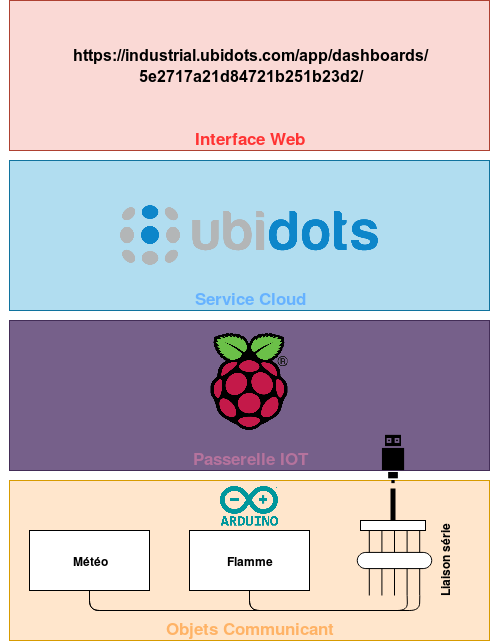 https://industrial.ubidots.com/app/dashboards/
5e2717a21d84721b251b23d2/
Interface Web
ubidots
Service Cloud
®
Passerelle IOT
ARDUINO
Météo
Flamme
Liaison série
Objets Communicant